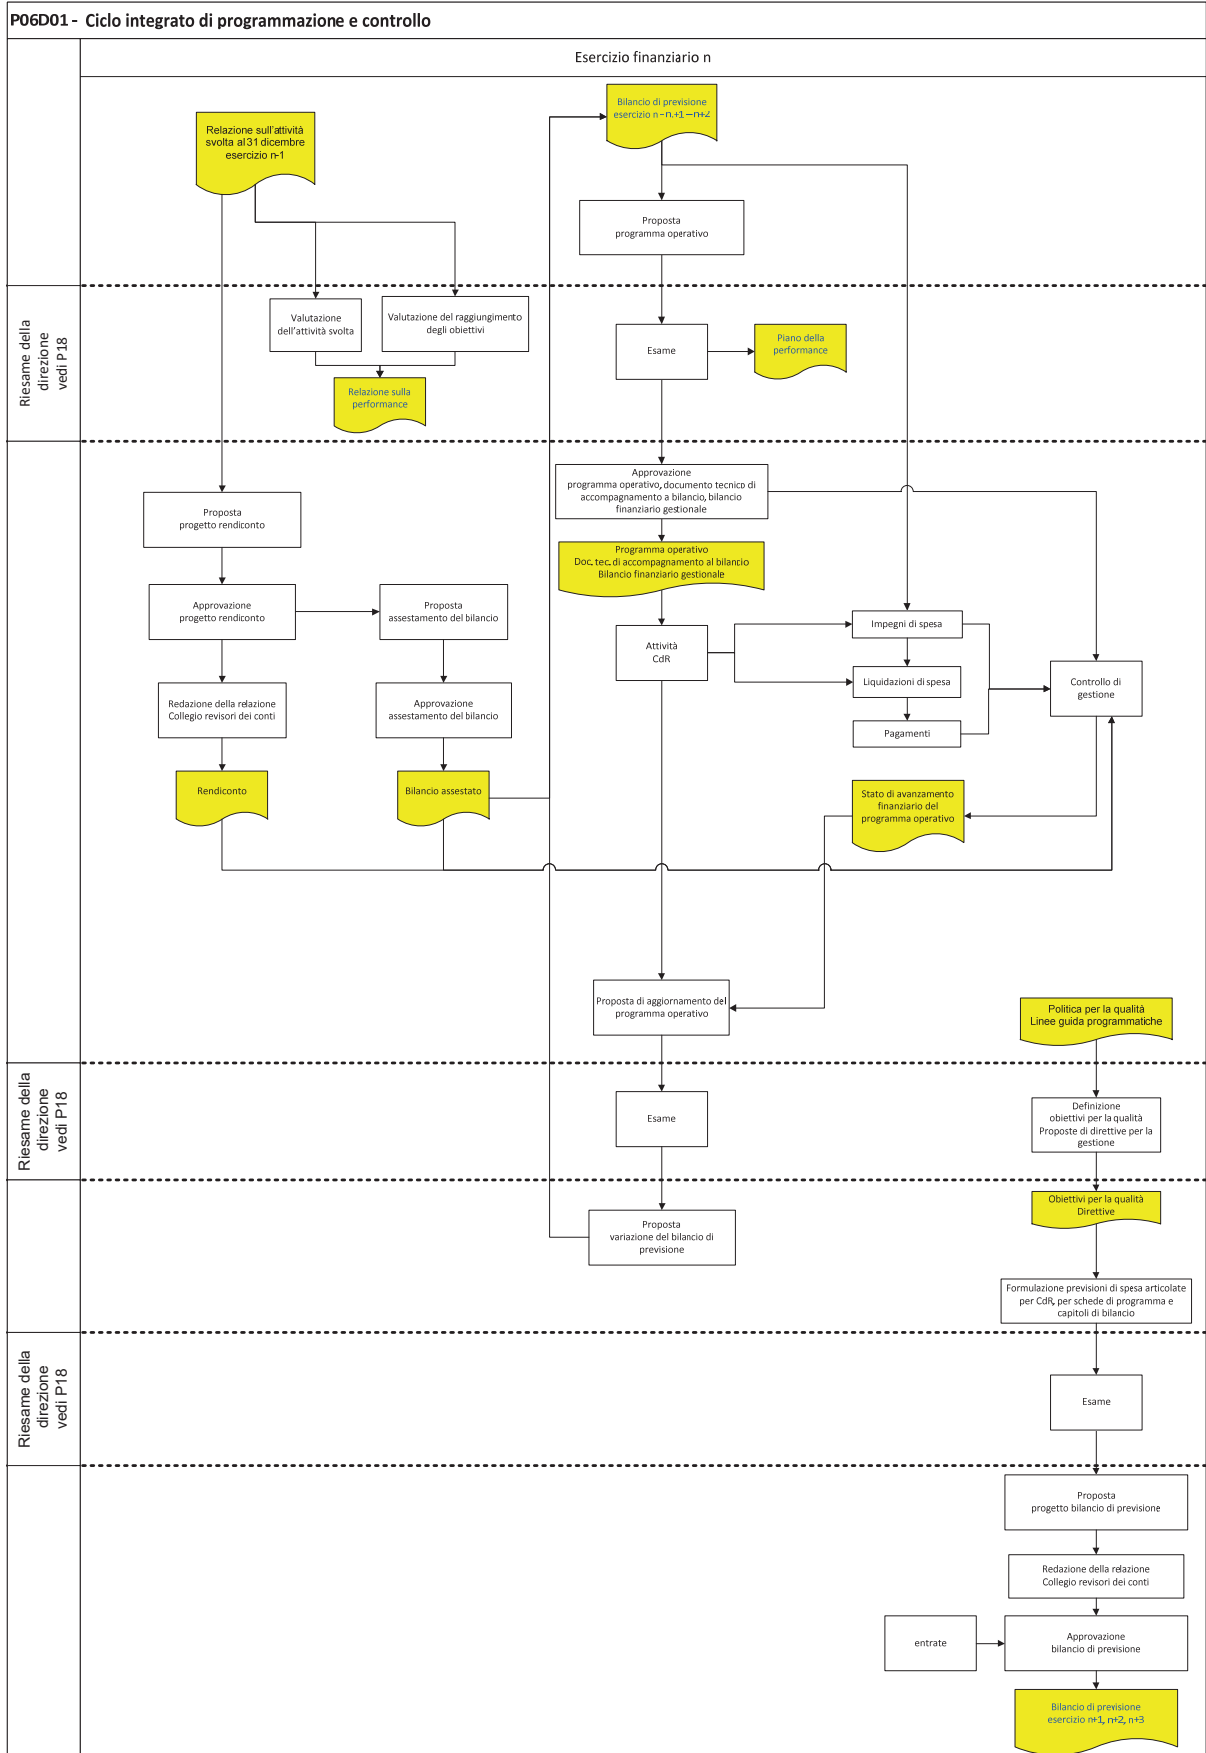 P06D01 - Ciclo integrato di programmazione e controllo
Esercizio finanziario n
Relazione sull'attività
svolta al 31 dicembre
esercizio n-1
Bilancio di previsione
esercizio n–n+1–n+2
Proposta
programma operativo
Riesame della
direzione
vedi P18
Valutazione
dell'attività svolta
Valutazione del raggiungimento
degli obiettivi
Relazione sulla
performance
Esame
Piano della
performance
Proposta
progetto rendiconto
Approvazione
progetto rendiconto
Redazione della relazione
Collegio revisori dei conti
Rendiconto
Proposta
assestamento del bilancio
Approvazione
assestamento del bilancio
Bilancio assestato
Approvazione
programma operativo, documento tecnico di
accompagnamento a bilancio, bilancio
finanziario gestionale
Programma operativo
Doc. tec. di accompagnamento al bilancio
Bilancio finanziario gestionale
Attività
CdR
Impegni di spesa
Liquidazioni di spesa
Pagamenti
Controllo di
gestione
Stato di avanzamento
finanziario del
programma operativo
Proposta di aggiornamento del
programma operativo
Politica per la qualità
Linee guida programmatiche
Riesame della
direzione
vedi P18
Esame
Definizione
obiettivi per la qualità
Proposte di direttive per la
gestione
Proposta
variazione del bilancio di
previsione
Obiettivi per la qualità
Direttive
Formulazione previsioni di spesa articolate
per CdR, per schede di programma e
capitoli di bilancio
Riesame della
direzione
vedi P18
Esame
Proposta
progetto bilancio di previsione
Redazione della relazione
Collegio revisori dei conti
entrate
Approvazione
bilancio di previsione
Bilancio di previsione
esercizio n+1, n+2, n+3